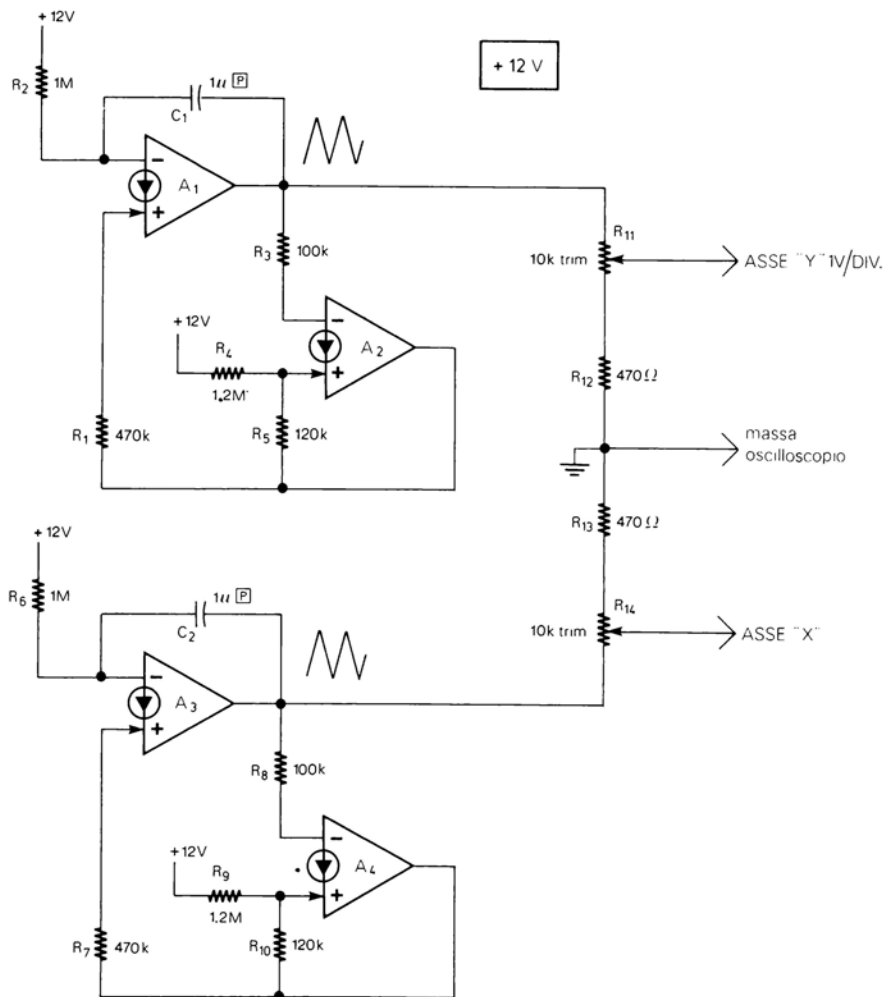 +12V
R2
1M
1u P
C1
+ 12 V
−
A1
+
R3
100k
R11
10k trim
ASSE "Y" 1V/DIV.
+12V
R4
1.2M
−
A2
+
R12
470Ω
R1
470k
R5
120k
massa
oscilloscopio
R13
470Ω
+12V
R6
1M
1u P
C2
R14
10k trim
ASSE "X"
−
A3
+
R8
100k
+12V
R9
1.2M
−
A4
+
R7
470k
R10
120k